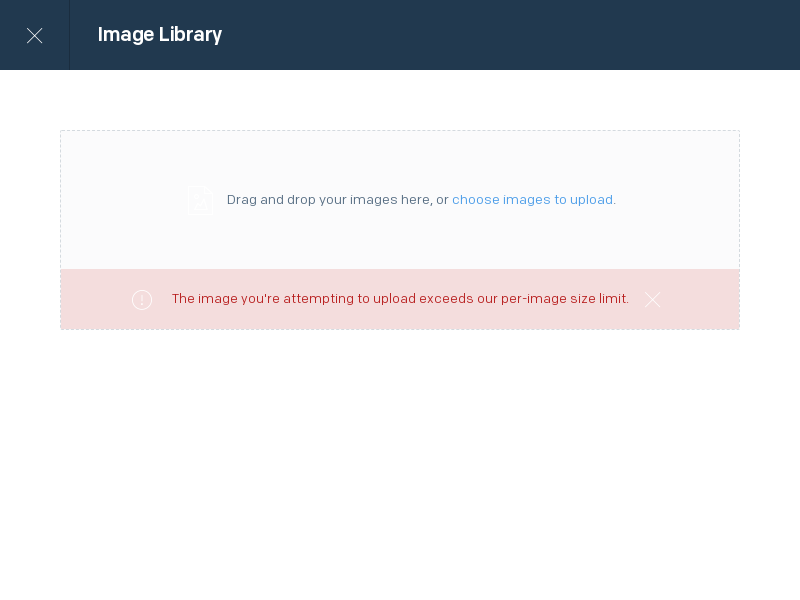 Image Library
Drag and drop your images here, or choose images to upload.
The image you're attempting to upload exceeds our per-image size limit.